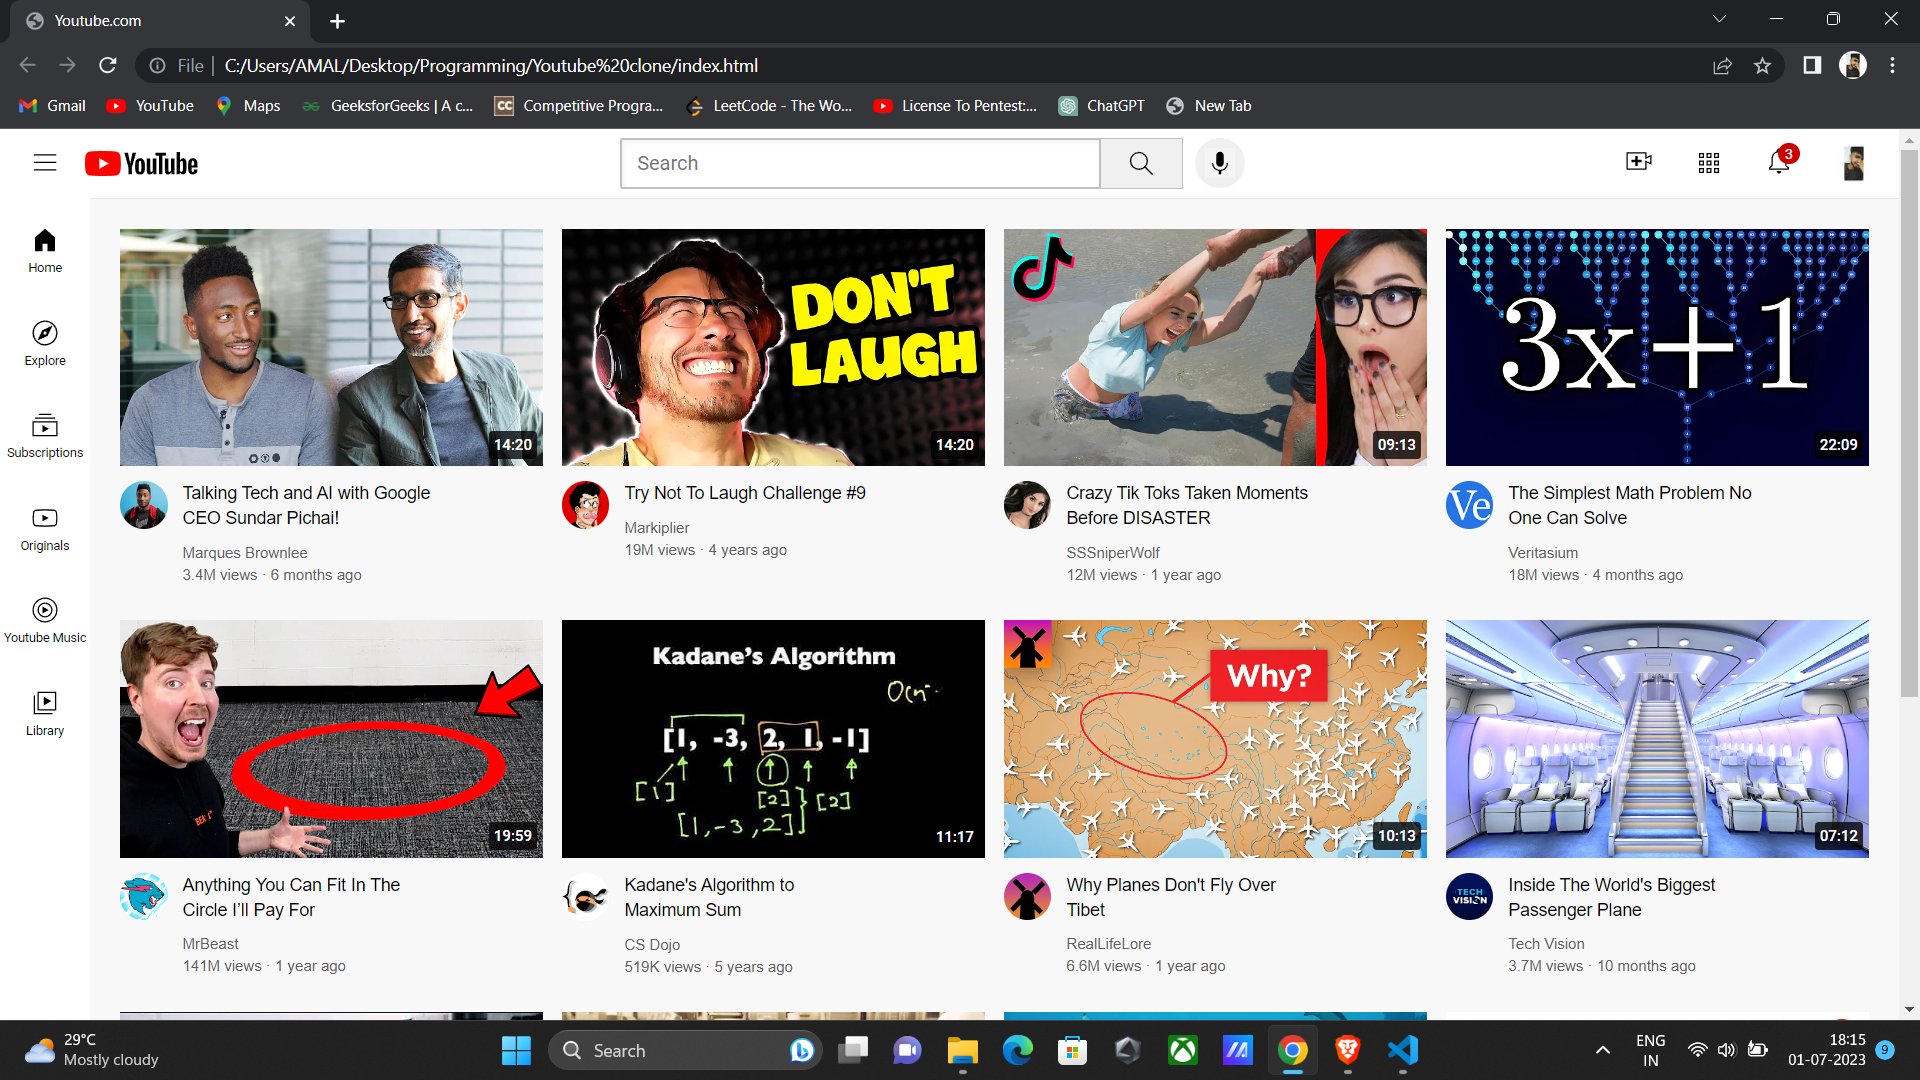 Youtube.com
File
C:/Users/AMAL/Desktop/Programming/Youtube%20clone/index.html
Gmail
YouTube
Maps
GeeksforGeeks | A c...
CC
Competitive Progra...
LeetCode - The Wo...
License To Pentest:...
ChatGPT
New Tab
YouTube
Search
3
Home
Explore
Subscriptions
Originals
Youtube Music
Library
14:20
Talking Tech and AI with Google
CEO Sundar Pichai!
Marques Brownlee
3.4M views · 6 months ago
DON'T
LAUGH
14:20
Try Not To Laugh Challenge #9
Markiplier
19M views · 4 years ago
09:13
Crazy Tik Toks Taken Moments
Before DISASTER
SSSniperWolf
12M views · 1 year ago
3x+1
22:09
Ve
The Simplest Math Problem No
One Can Solve
Veritasium
18M views · 4 months ago
19:59
Anything You Can Fit In The
Circle I'll Pay For
MrBeast
141M views · 1 year ago
Kadane's Algorithm
[1, -3, 2, 1, -1]
[1]
[2]
[2]
[1,-3,2]
11:17
Kadane's Algorithm to
Maximum Sum
CS Dojo
519K views · 5 years ago
Why?
10:13
Why Planes Don't Fly Over
Tibet
RealLifeLore
6.6M views · 1 year ago
07:12
TECH
VISION
Inside The World's Biggest
Passenger Plane
Tech Vision
3.7M views · 10 months ago
29°C
Mostly cloudy
Search
ENG
IN
18:15
01-07-2023
9